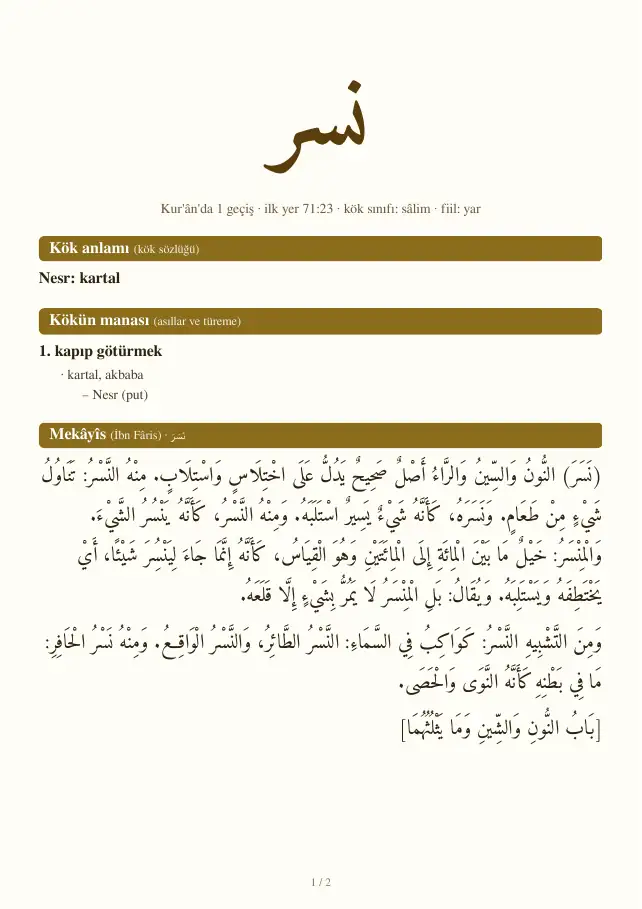 نسر
Kur'ân'da 1 geçiş · ilk yer 71:23 · kök sınıfı: sâlim · fiil: yar
Kök anlamı (kök sözlüğü)
Nesr: kartal
Kökün manası (asıllar ve türeme)
1. kapıp götürmek
· kartal, akbaba
– Nesr (put)
Mekâyîs (İbn Fâris) · نَسَرَ
(نَسَرَ) النُّونُ وَالسِّينُ وَالرَّاءُ أَصْلٌ صَحِيحٌ يَدُلُّ عَلَى اخْتِلَاسٍ وَاسْتِلَابٍ. مِنْهُ النَّسْرُ: تَنَاوُلُ
شَيْءٍ مِنْ طَعَامٍ. وَنَسَرَهُ، كَأَنَّهُ شَيْءٌ يَسِيرٌ اسْتَلَبَهُ. وَمِنْهُ النَّسْرُ، كَأَنَّهُ يَنْسُرُ الشَّيْءَ.
وَالْمِنْسَرُ: خَيْلٌ مَا بَيْنَ الْمِائَةِ إِلَى الْمِائَتَيْنِ وَهُوَ الْقِيَاسُ، كَأَنَّهُ إِنَّمَا جَاءَ لِيَنْسُِرَ شَيْئًا، أَيْ
يَخْتَطِفَهُ وَيَسْتَلِبَهُ. وَيُقَالُ: بَلِ الْمِنْسَرُ لَا يَمُرُّ بِشَيْءٍ إِلَّا قَلَعَهُ.
وَمِنَ التَّشْبِيهِ النَّسْرُ: كَوَاكِبُ فِي السَّمَاءِ: النَّسْرُ الطَّائِرُ، وَالنَّسْرُ الْوَاقِعُ. وَمِنْهُ نَسْرُ الْحَافِرِ:
مَا فِي بَطْنِهِ كَأَنَّهُ النَّوَى وَالْحَصَى.
[بَابُ النُّونِ وَالشِّينِ وَمَا يَثْلُثُهُمَا]
1 / 2